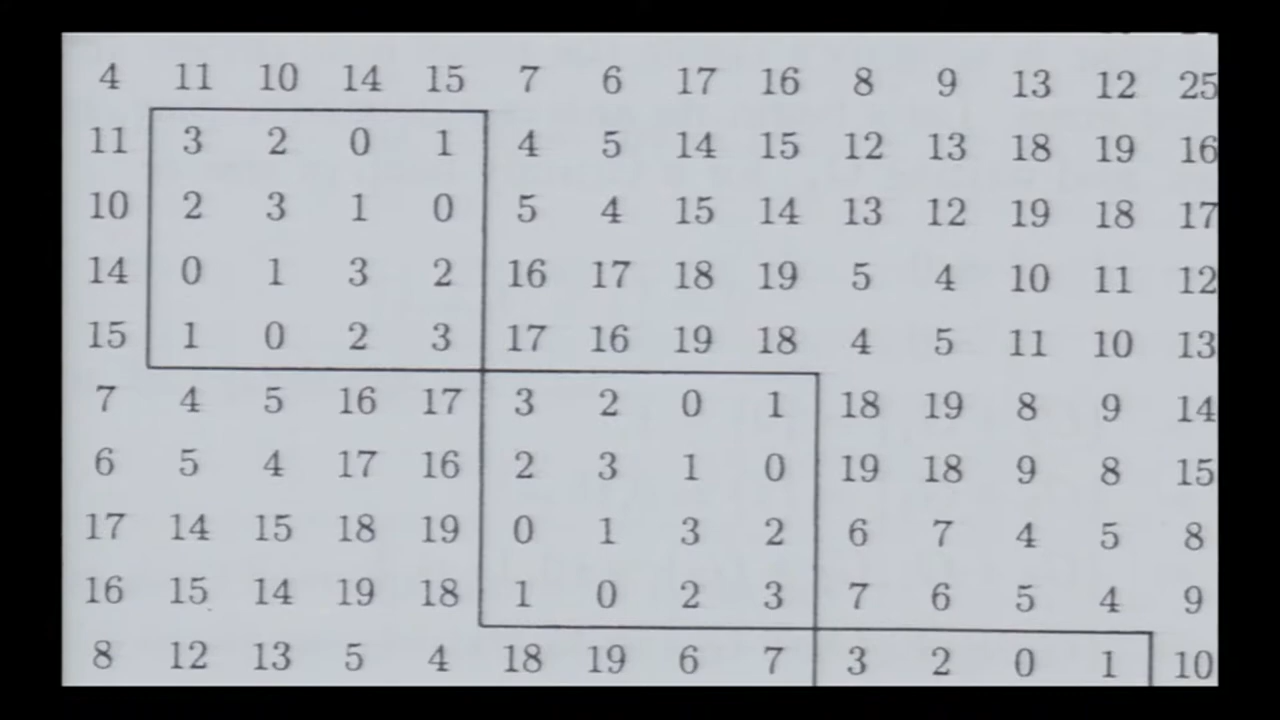 4 11 10 14 15 7 6 17 16 8 9 13 12 25
11 3 2 0 1 4 5 14 15 12 13 18 19 16
10 2 3 1 0 5 4 15 14 13 12 19 18 17
14 0 1 3 2 16 17 18 19 5 4 10 11 12
15 1 0 2 3 17 16 19 18 4 5 11 10 13
7 4 5 16 17 3 2 0 1 18 19 8 9 14
6 5 4 17 16 2 3 1 0 19 18 9 8 15
17 14 15 18 19 0 1 3 2 6 7 4 5 8
16 15 14 19 18 1 0 2 3 7 6 5 4 9
8 12 13 5 4 18 19 6 7 3 2 0 1 10